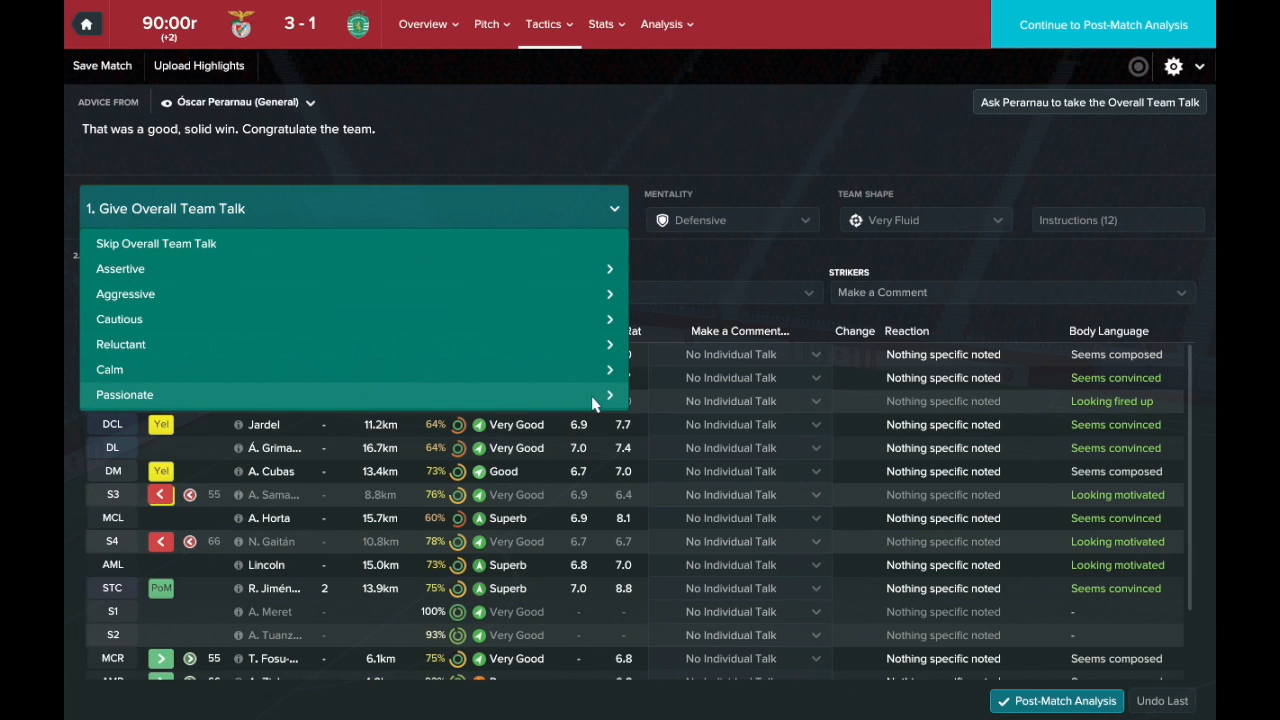 90:00r
(+2)
3 - 1
Overview Pitch Tactics Stats Analysis
Continue to Post-Match Analysis
Save Match Upload Highlights
ADVICE FROM Óscar Perarnau (General)
Ask Perarnau to take the Overall Team Talk
That was a good, solid win. Congratulate the team.
1. Give Overall Team Talk
MENTALITY TEAM SHAPE
Defensive Very Fluid Instructions (12)
Skip Overall Team Talk
Assertive
Aggressive
Cautious
Reluctant
Calm
Passionate
2.
STRIKERS
Make a Comment
Rat Make a Comment... Change Reaction Body Language
No Individual Talk Nothing specific noted Seems composed
No Individual Talk Nothing specific noted Seems convinced
No Individual Talk Nothing specific noted Looking fired up
DCL Yel Jardel - 11.2km 64% Very Good 6.9 7.7 No Individual Talk Nothing specific noted Seems convinced
DL Á. Grima... - 16.7km 64% Very Good 7.0 7.4 No Individual Talk Nothing specific noted Seems convinced
DM Yel A. Cubas - 13.4km 73% Good 6.7 7.0 No Individual Talk Nothing specific noted Seems composed
S3 55 A. Sama... - 8.8km 76% Very Good 6.9 6.4 No Individual Talk Nothing specific noted Looking motivated
MCL A. Horta - 15.7km 60% Superb 6.9 8.1 No Individual Talk Nothing specific noted Seems convinced
S4 66 N. Gaitán - 10.8km 78% Very Good 6.7 6.7 No Individual Talk Nothing specific noted Looking motivated
AML Lincoln - 15.0km 73% Superb 6.8 7.0 No Individual Talk Nothing specific noted Looking motivated
STC PoM R. Jimén... 2 13.9km 75% Superb 7.0 8.8 No Individual Talk Nothing specific noted Seems convinced
S1 A. Meret - 100% Very Good - - No Individual Talk Nothing specific noted -
S2 A. Tuanz... - 93% Very Good - - No Individual Talk Nothing specific noted -
MCR 55 T. Fosu-... - 6.1km 75% Very Good - 6.8 No Individual Talk Nothing specific noted Seems composed
Post-Match Analysis Undo Last